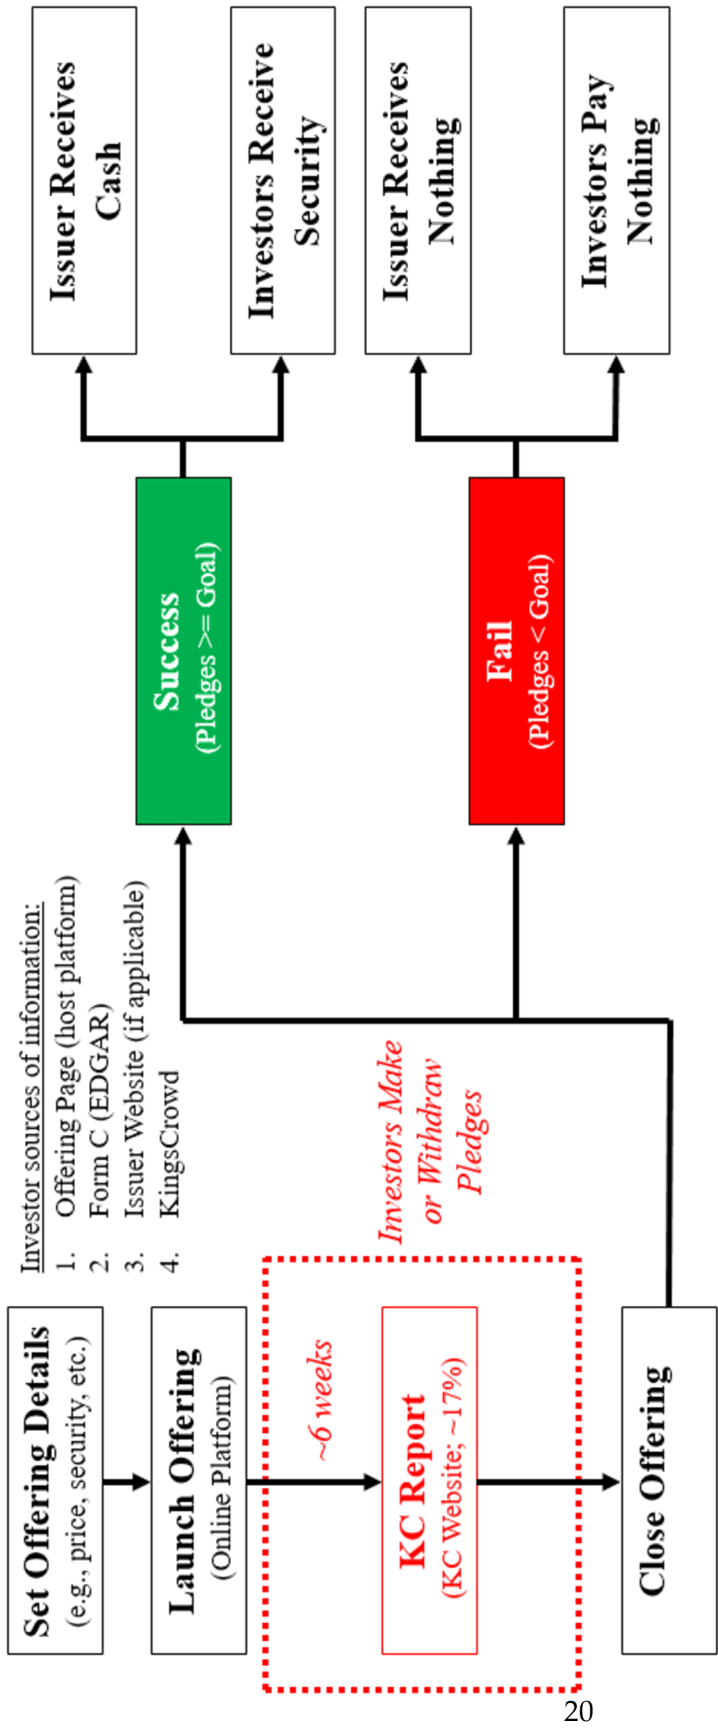 Set Offering Details
(e.g., price, security, etc.)
Launch Offering
(Online Platform)
~6 weeks
KC Report
(KC Website; ~17%)
Close Offering
Investor sources of information:
1. Offering Page (host platform)
2. Form C (EDGAR)
3. Issuer Website (if applicable)
4. KingsCrowd
Investors Make
or Withdraw
Pledges
Success
(Pledges >= Goal)
Fail
(Pledges < Goal)
Issuer Receives
Cash
Investors Receive
Security
Issuer Receives
Nothing
Investors Pay
Nothing
20